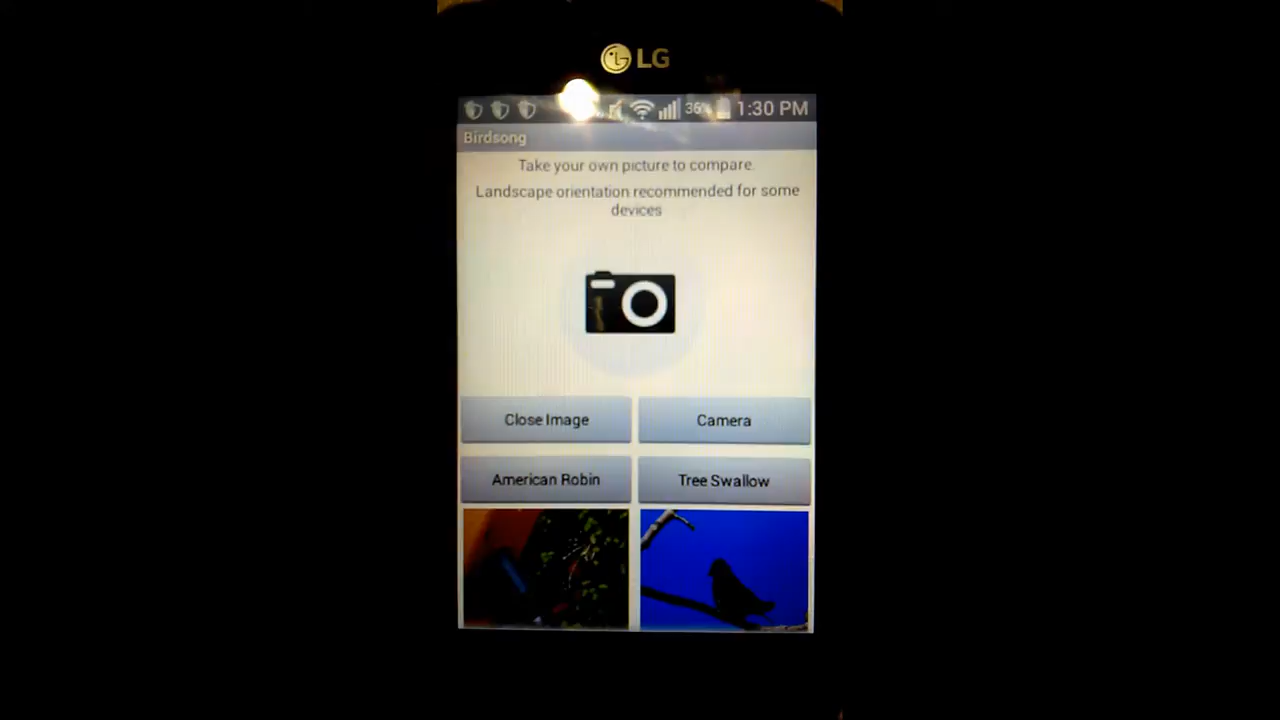 LG
36% 1:30 PM
Birdsong
Take your own picture to compare.
Landscape orientation recommended for some
devices
Close Image Camera
American Robin Tree Swallow